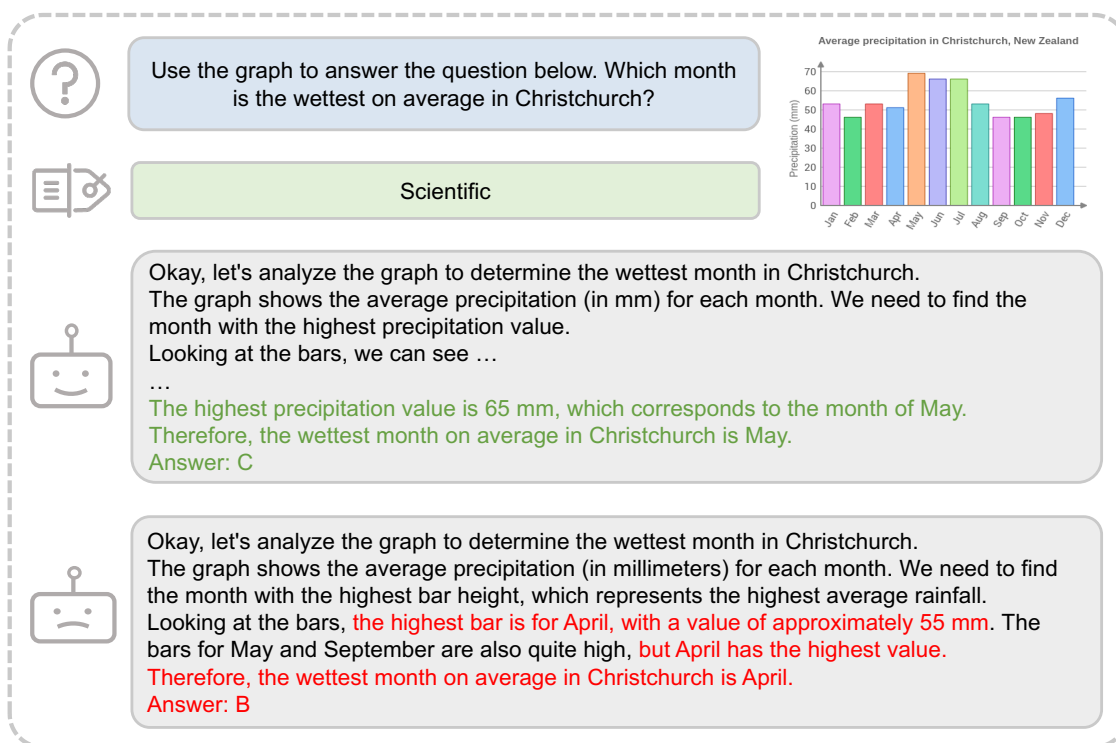 Use the graph to answer the question below. Which month
is the wettest on average in Christchurch?
Average precipitation in Christchurch, New Zealand
Precipitation (mm)
70
60
50
40
30
20
10
0
Jan
Feb
Mar
Apr
May
Jun
Jul
Aug
Sep
Oct
Nov
Dec
Scientific
Okay, let's analyze the graph to determine the wettest month in Christchurch.
The graph shows the average precipitation (in mm) for each month. We need to find the
month with the highest precipitation value.
Looking at the bars, we can see …
…
The highest precipitation value is 65 mm, which corresponds to the month of May.
Therefore, the wettest month on average in Christchurch is May.
Answer: C
Okay, let's analyze the graph to determine the wettest month in Christchurch.
The graph shows the average precipitation (in millimeters) for each month. We need to find
the month with the highest bar height, which represents the highest average rainfall.
Looking at the bars, the highest bar is for April, with a value of approximately 55 mm. The
bars for May and September are also quite high, but April has the highest value.
Therefore, the wettest month on average in Christchurch is April.
Answer: B